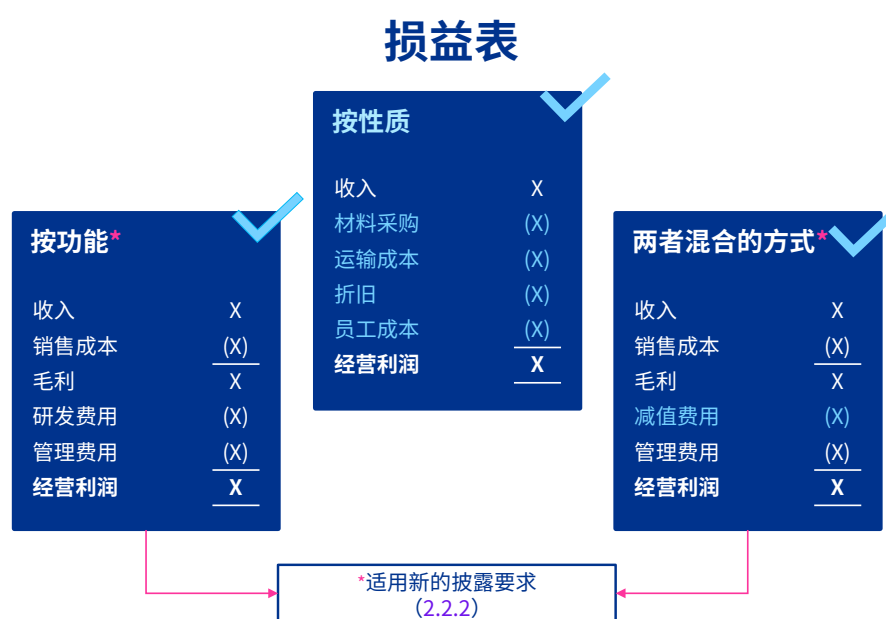 损益表
按功能*
收入 X
销售成本 (X)
毛利 X
研发费用 (X)
管理费用 (X)
经营利润 X
按性质
收入 X
材料采购 (X)
运输成本 (X)
折旧 (X)
员工成本 (X)
经营利润 X
两者混合的方式*
收入 X
销售成本 (X)
毛利 X
减值费用 (X)
管理费用 (X)
经营利润 X
*适用新的披露要求
（2.2.2）